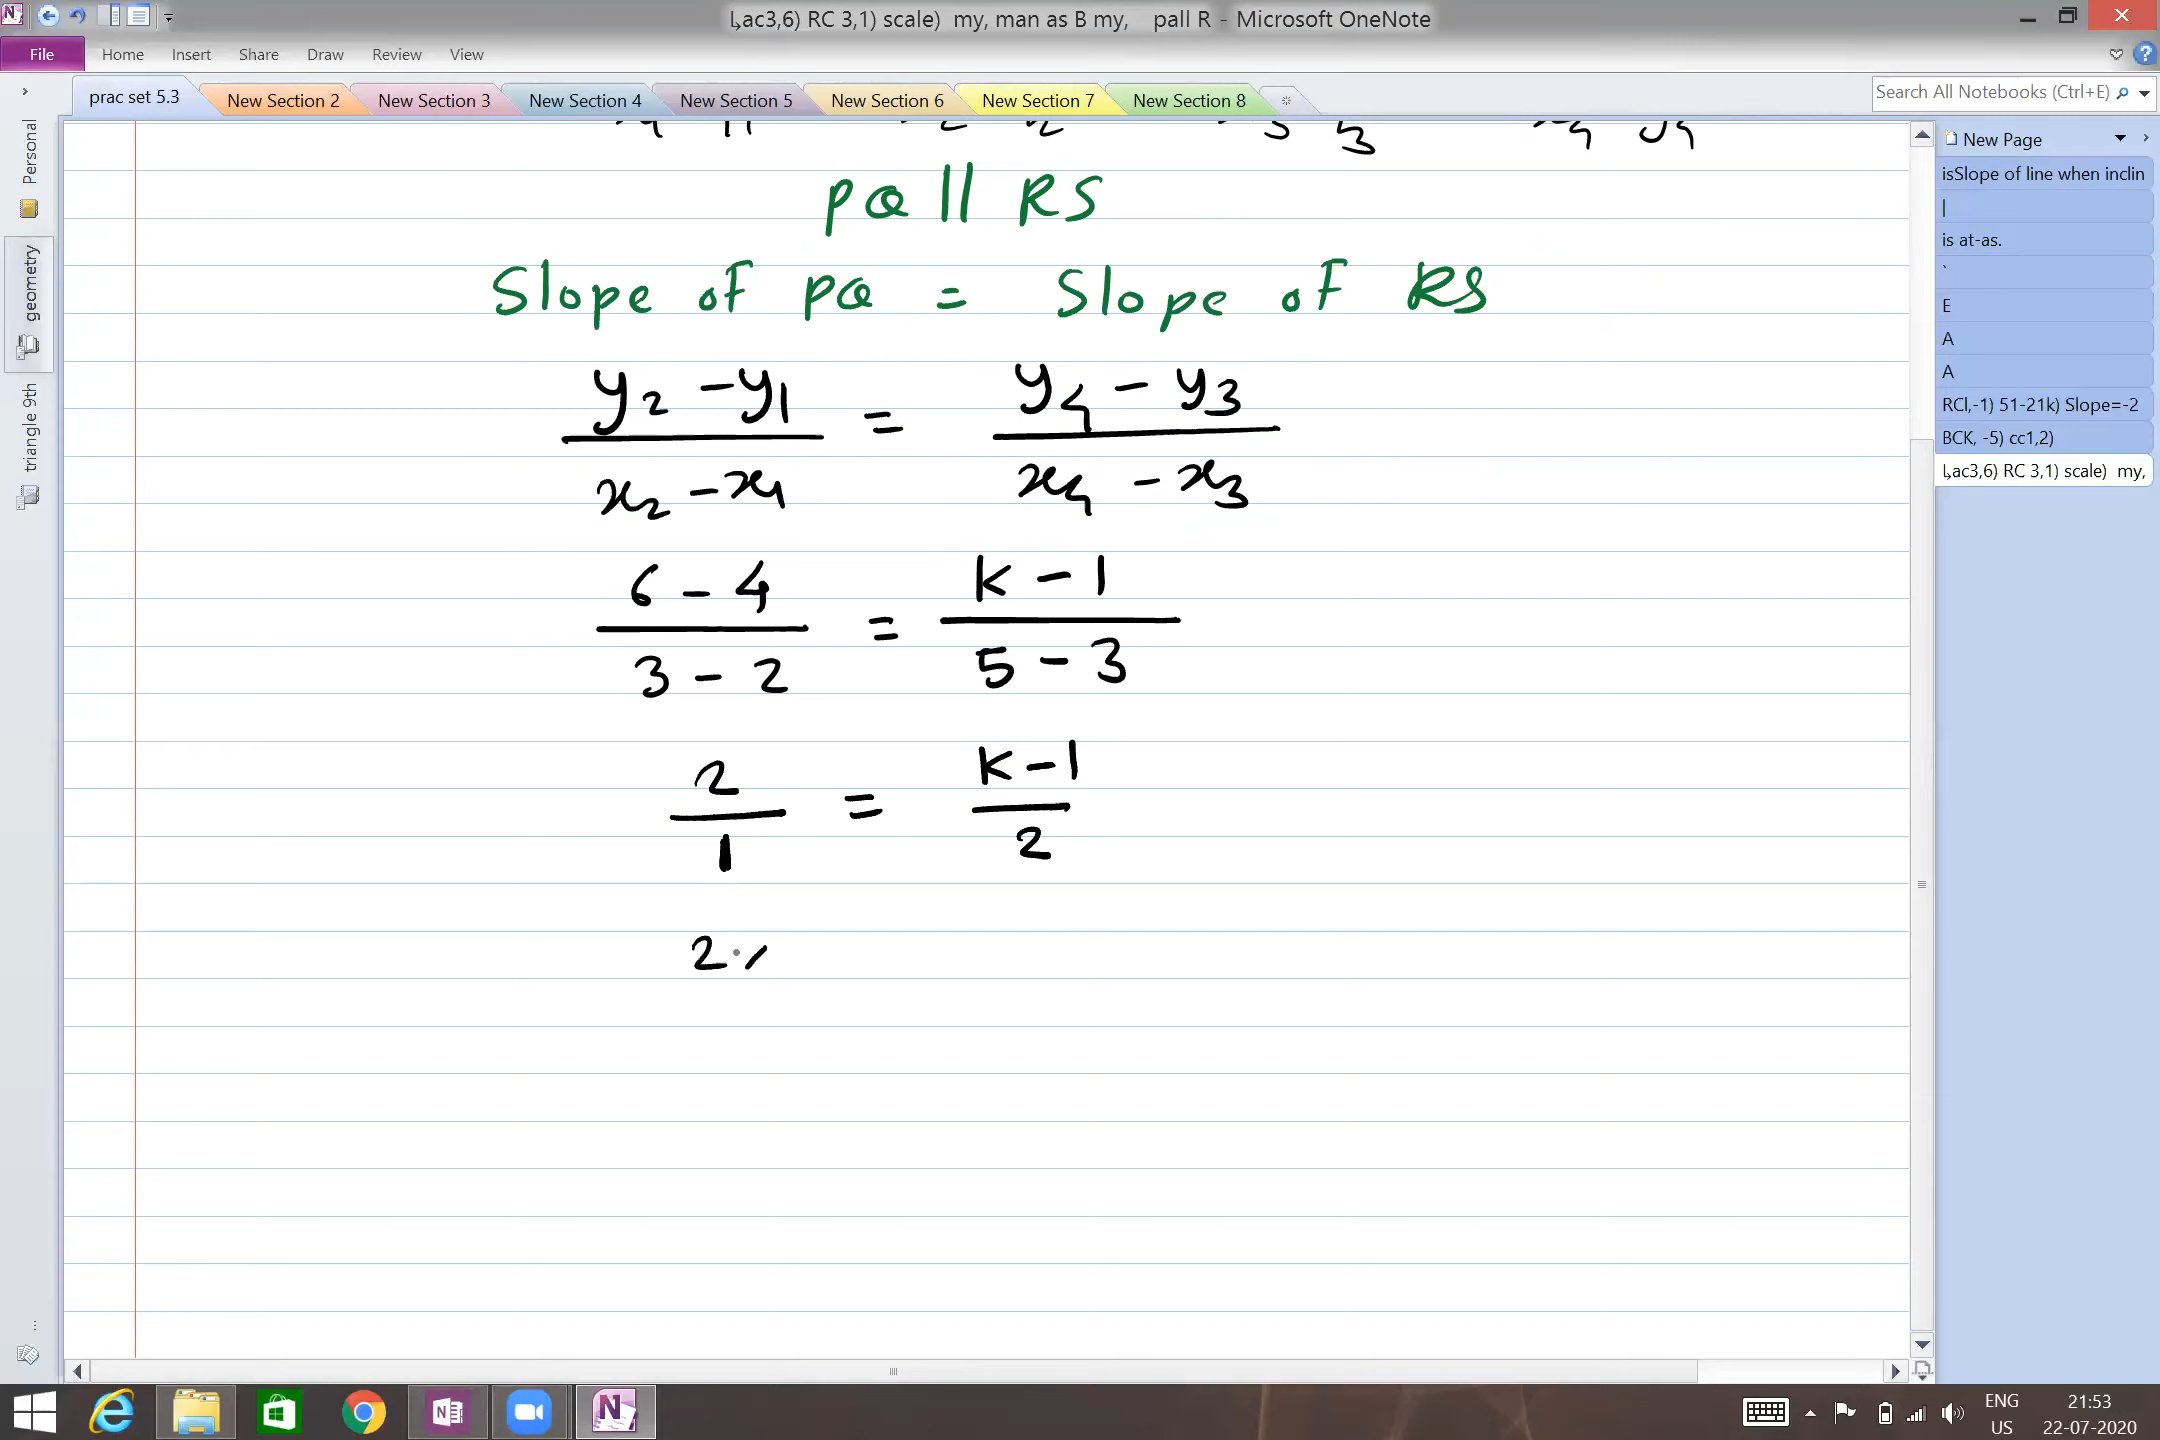 ↳ac3,6) RC 3,1) scale) my, man as B my, pall R - Microsoft OneNote
File Home Insert Share Draw Review View
prac set 5.3 New Section 2 New Section 3 New Section 4 New Section 5 New Section 6 New Section 7 New Section 8
Search All Notebooks (Ctrl+E)
Personal
geometry
triangle 9th
New Page
isSlope of line when inclin
|
is at-as.
`
E
A
A
RCl,-1) 51-21k) Slope=-2
BCK, -5) cc1,2)
↳ac3,6) RC 3,1) scale) my,
PQ || RS
Slope of PQ = Slope of RS
y2 - y1 = y4 - y3
x2 - x1 x4 - x3
6 - 4 = k - 1
3 - 2 5 - 3
2 = k - 1
1 2
2
ENG
US
21:53
22-07-2020